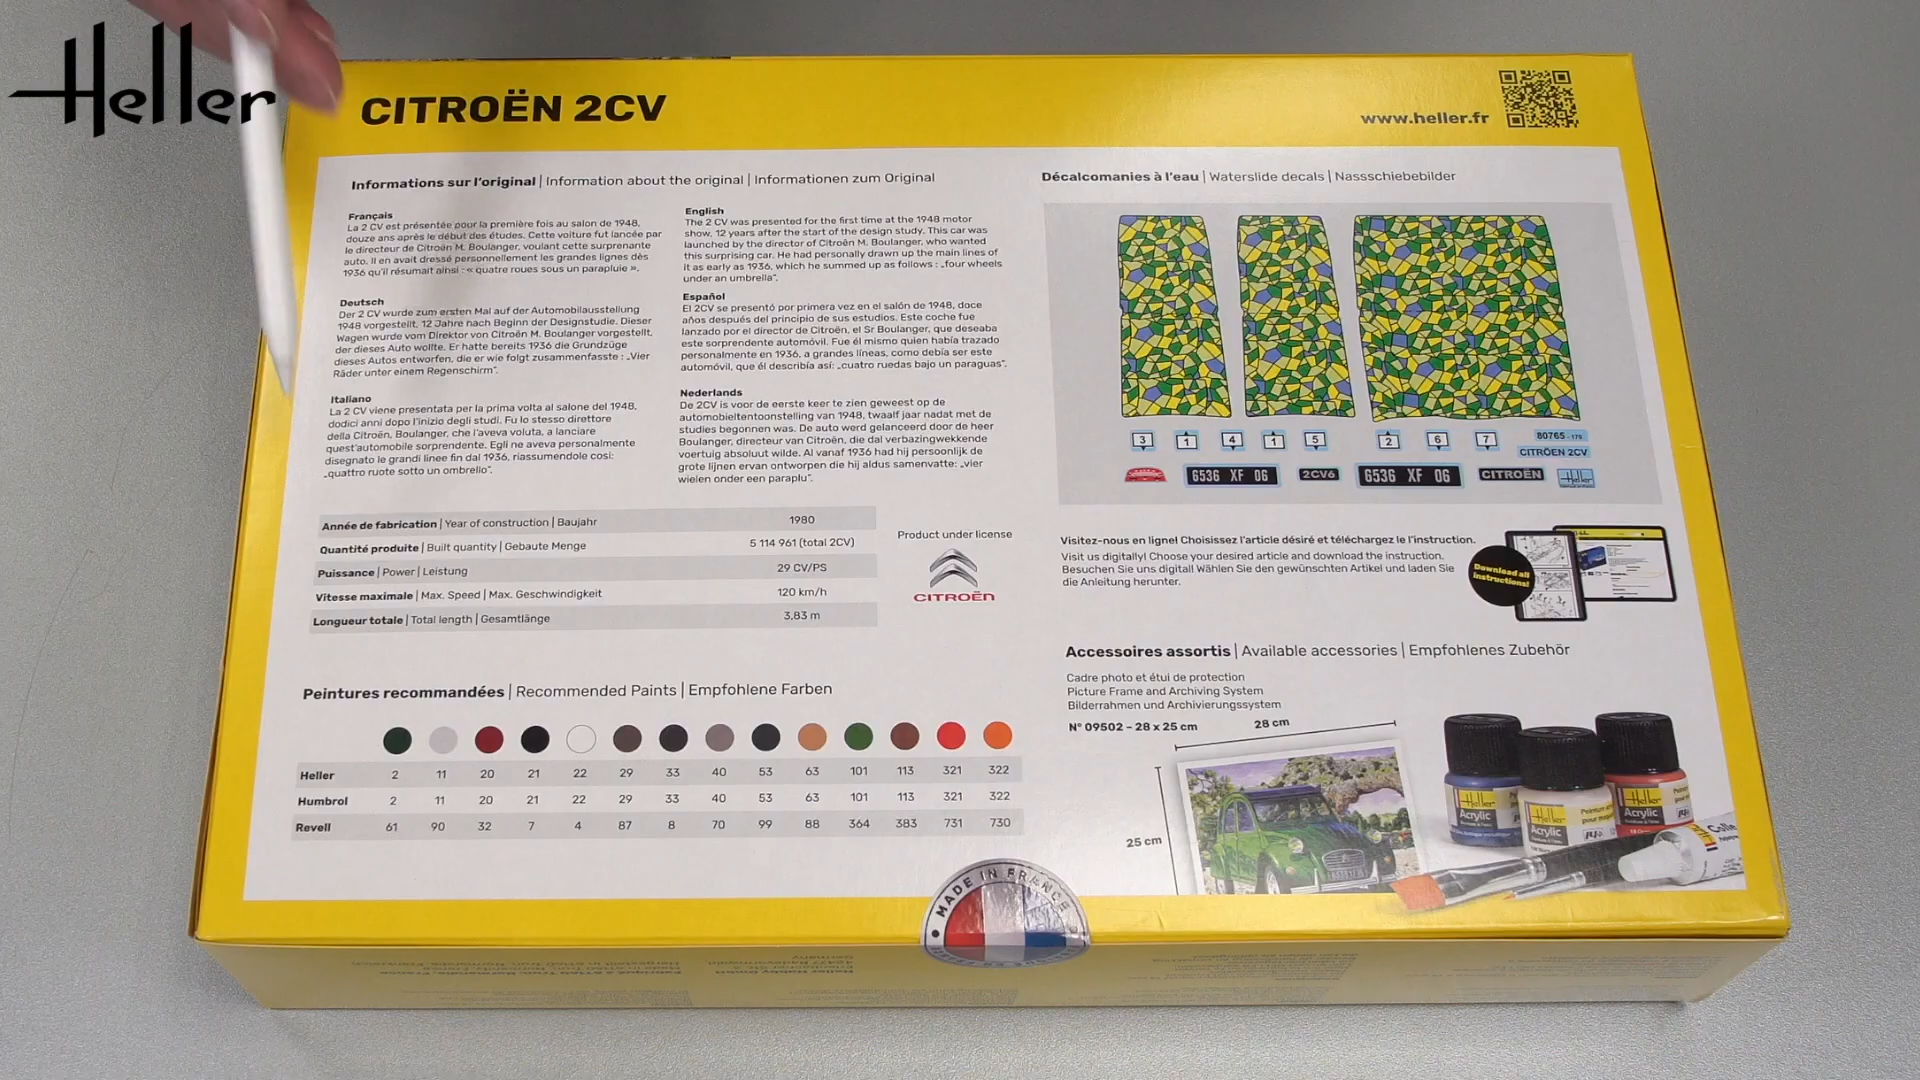 Heller
CITROËN 2CV
www.heller.fr
Informations sur l'original | Information about the original | Informationen zum Original
Français
La 2 CV est présentée pour la première fois au salon de 1948,
douze ans après le début des études. Cette voiture fut lancée par
le directeur de Citroën M. Boulanger, voulant cette surprenante
auto. Il en avait dressé personnellement les grandes lignes dès
1936 qu'il résumait ainsi : « quatre roues sous un parapluie ».
English
The 2 CV was presented for the first time at the 1948 motor
show, 12 years after the start of the design study. This car was
launched by the director of Citroën M. Boulanger, who wanted
this surprising car. He had personally drawn up the main lines of
it as early as 1936, which he summed up as follows : „four wheels
under an umbrella".
Deutsch
Der 2 CV wurde zum ersten Mal auf der Automobilausstellung
1948 vorgestellt, 12 Jahre nach Beginn der Designstudie. Dieser
Wagen wurde vom Direktor von Citroën M. Boulanger vorgestellt,
der dieses Auto wollte. Er hatte bereits 1936 die Grundzüge
dieses Autos entworfen, die er wie folgt zusammenfasste : „Vier
Räder unter einem Regenschirm".
Español
El 2CV se presentó por primera vez en el salón de 1948, doce
años después del principio de sus estudios. Este coche fue
lanzado por el director de Citroën, el Sr Boulanger, que deseaba
este sorprendente automóvil. Fue él mismo quien había trazado
personalmente en 1936, a grandes líneas, como debía ser este
automóvil, que él describía así: „cuatro ruedas bajo un paraguas".
Italiano
La 2 CV viene presentata per la prima volta al salone del 1948,
dodici anni dopo l'inizio degli studi. Fu lo stesso direttore
della Citroën, Boulanger, che l'aveva voluta, a lanciare
quest'automobile sorprendente. Egli ne aveva personalmente
disegnato le grandi linee fin dal 1936, riassumendole cosi:
„quattro ruote sotto un ombrello".
Nederlands
De 2CV is voor de eerste keer te zien geweest op de
automobieltentoonstelling van 1948, twaalf jaar nadat met de
studies begonnen was. De auto werd gelanceerd door de heer
Boulanger, directeur van Citroën, die dal verbazingwekkende
voertuig absoluut wilde. Al vanaf 1936 had hij persoonlijk de
grote lijnen ervan ontworpen die hij aldus samenvatte: „vier
wielen onder een paraplu".
Année de fabrication | Year of construction | Baujahr 1980
Quantité produite | Built quantity | Gebaute Menge 5 114 961 (total 2CV)
Puissance | Power | Leistung 29 CV/PS
Vitesse maximale | Max. Speed | Max. Geschwindigkeit 120 km/h
Longueur totale | Total length | Gesamtlänge 3,83 m
Product under license
CITROËN
Peintures recommandées | Recommended Paints | Empfohlene Farben
Heller 2 11 20 21 22 29 33 40 53 63 101 113 321 322
Humbrol 2 11 20 21 22 29 33 40 53 63 101 113 321 322
Revell 61 90 32 7 4 87 8 70 99 88 364 383 731 730
Décalcomanies à l'eau | Waterslide decals | Nassschiebebilder
3 1 4 1 5 2 6 7 80765
CITRÖEN 2CV
6536 XF 06 2CV6 6536 XF 06 CITROËN Heller
Visitez-nous en ligne! Choisissez l'article désiré et téléchargez le l'instruction.
Visit us digitally! Choose your desired article and download the instruction.
Besuchen Sie uns digital! Wählen Sie den gewünschten Artikel und laden Sie
die Anleitung herunter.
Download all
instructions!
Accessoires assortis | Available accessories | Empfohlenes Zubehör
Cadre photo et étui de protection
Picture Frame and Archiving System
Bilderrahmen und Archivierungssystem
N° 09502 – 28 x 25 cm
28 cm
25 cm
Heller
Acrylic
Heller
Acrylic
Heller
Acrylic
Colle
MADE IN FRANCE